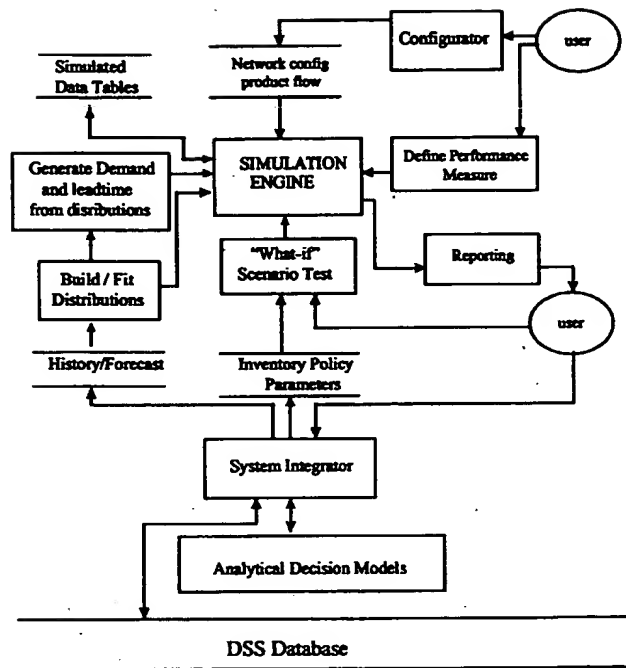 Configurator
user
Simulated
Data Tables
Network config
product flow
Generate Demand
and leadtime
from disributions
SIMULATION
ENGINE
Define Performance
Measure
Build / Fit
Distributions
"What-if"
Scenario Test
Reporting
user
History/Forecast
Inventory Policy
Parameters
System Integrator
Analytical Decision Models
DSS Database